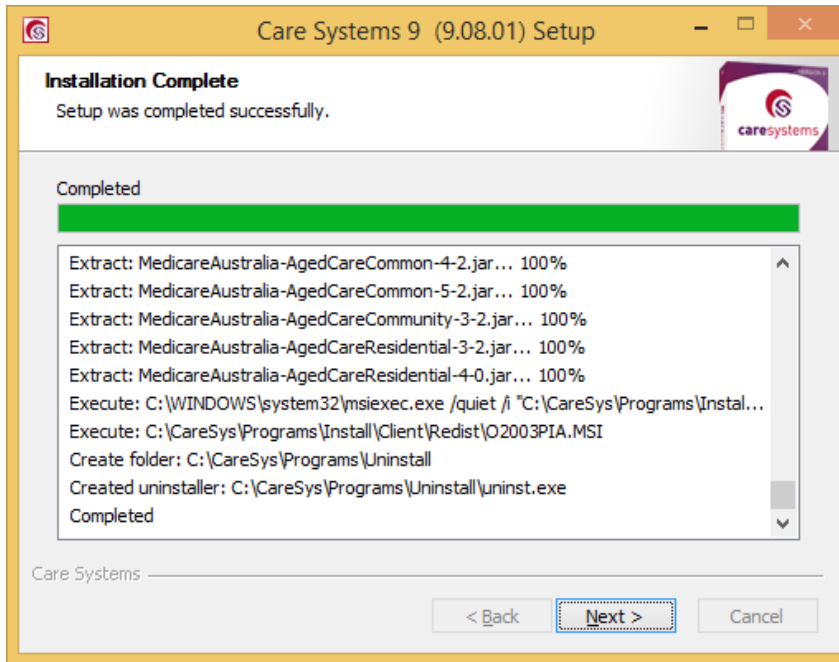 Care Systems 9 (9.08.01) Setup
Installation Complete
Setup was completed successfully.
caresystems
Completed
Extract: MedicareAustralia-AgedCareCommon-4-2.jar... 100%
Extract: MedicareAustralia-AgedCareCommon-5-2.jar... 100%
Extract: MedicareAustralia-AgedCareCommunity-3-2.jar... 100%
Extract: MedicareAustralia-AgedCareResidential-3-2.jar... 100%
Extract: MedicareAustralia-AgedCareResidential-4-0.jar... 100%
Execute: C:\WINDOWS\system32\msiexec.exe /quiet /i "C:\CareSys\Programs\Instal...
Execute: C:\CareSys\Programs\Install\Client\Redist\O2003PIA.MSI
Create folder: C:\CareSys\Programs\Uninstall
Created uninstaller: C:\CareSys\Programs\Uninstall\uninst.exe
Completed
Care Systems
< Back
Next >
Cancel